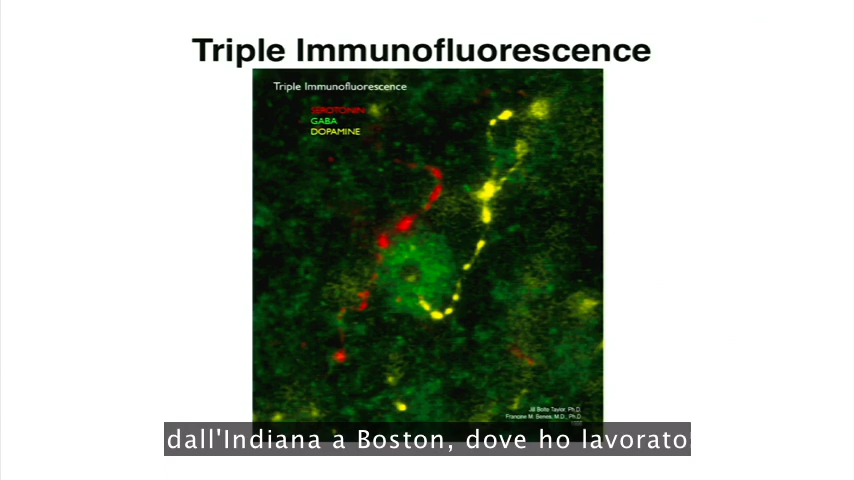 Triple Immunofluorescence
Triple Immunofluorescence
SEROTONIN
GABA
DOPAMINE
Jill Bolte Taylor, Ph.D.
Francine M. Benes, M.D., Ph.D.
dall'Indiana a Boston, dove ho lavorato